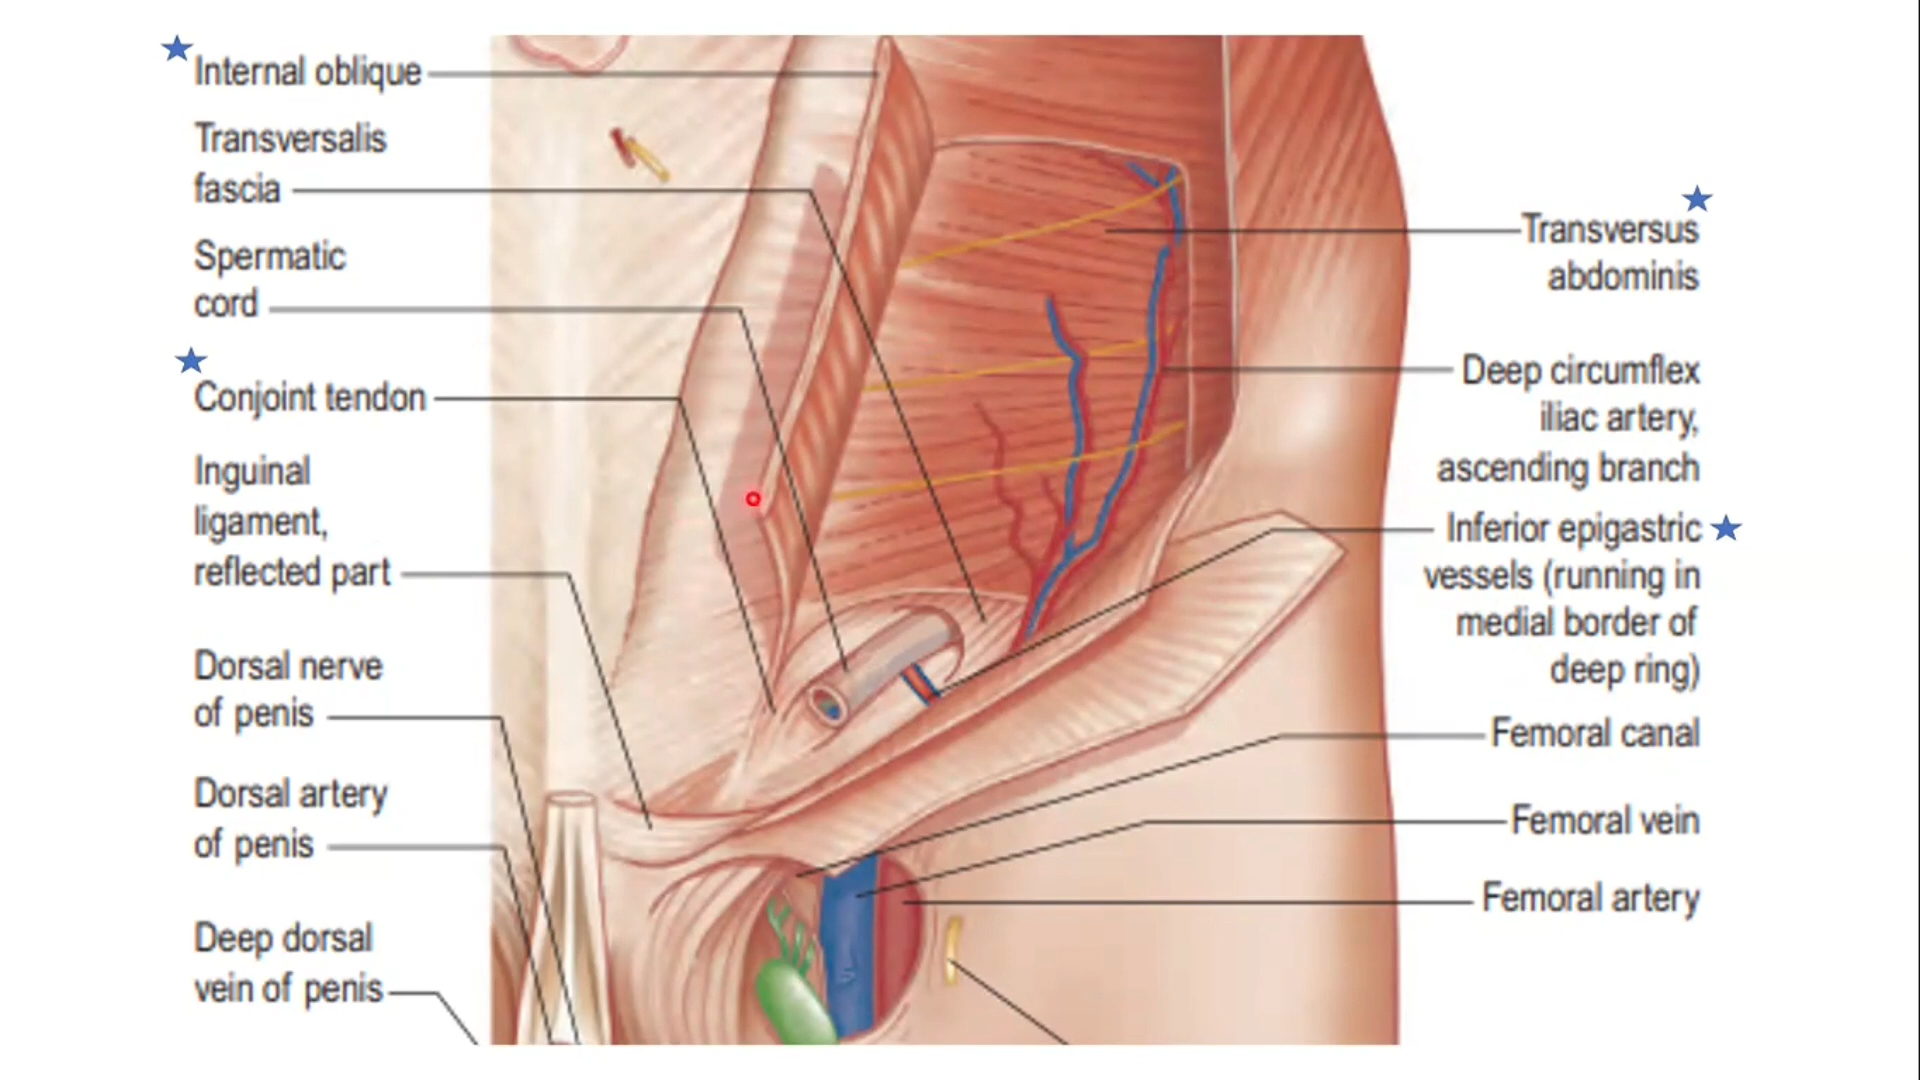 Internal oblique
Transversalis
fascia
Spermatic
cord
Conjoint tendon
Inguinal
ligament,
reflected part
Dorsal nerve
of penis
Dorsal artery
of penis
Deep dorsal
vein of penis
Transversus
abdominis
Deep circumflex
iliac artery,
ascending branch
Inferior epigastric
vessels (running in
medial border of
deep ring)
Femoral canal
Femoral vein
Femoral artery